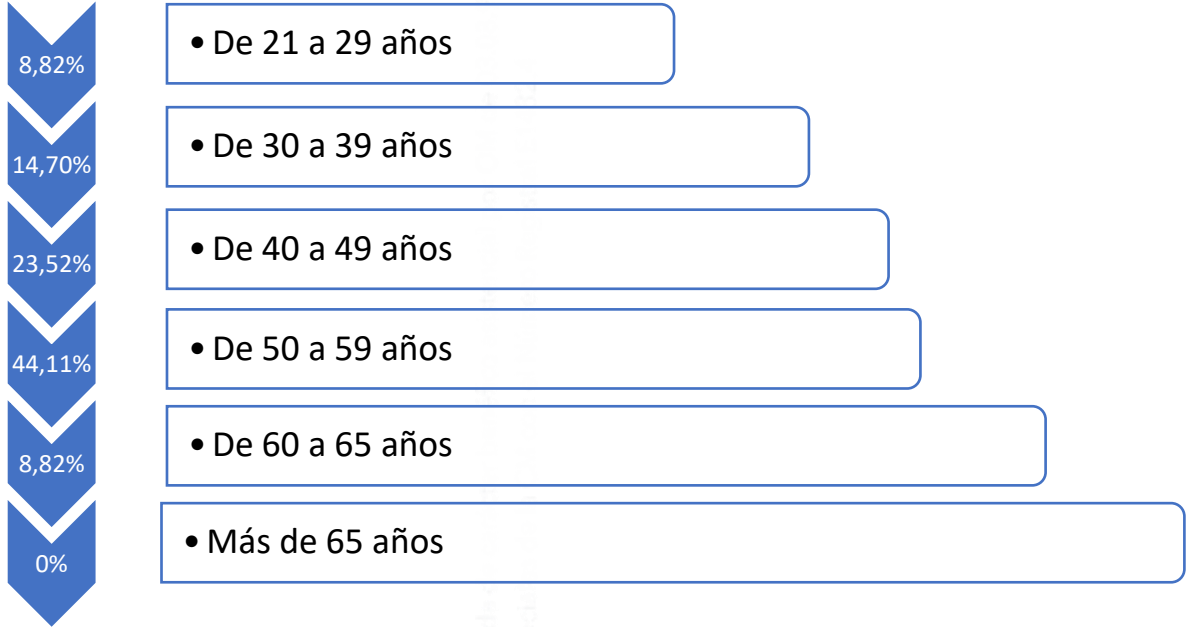 8,82%
• De 21 a 29 años
14,70%
• De 30 a 39 años
23,52%
• De 40 a 49 años
44,11%
• De 50 a 59 años
8,82%
• De 60 a 65 años
0%
• Más de 65 años